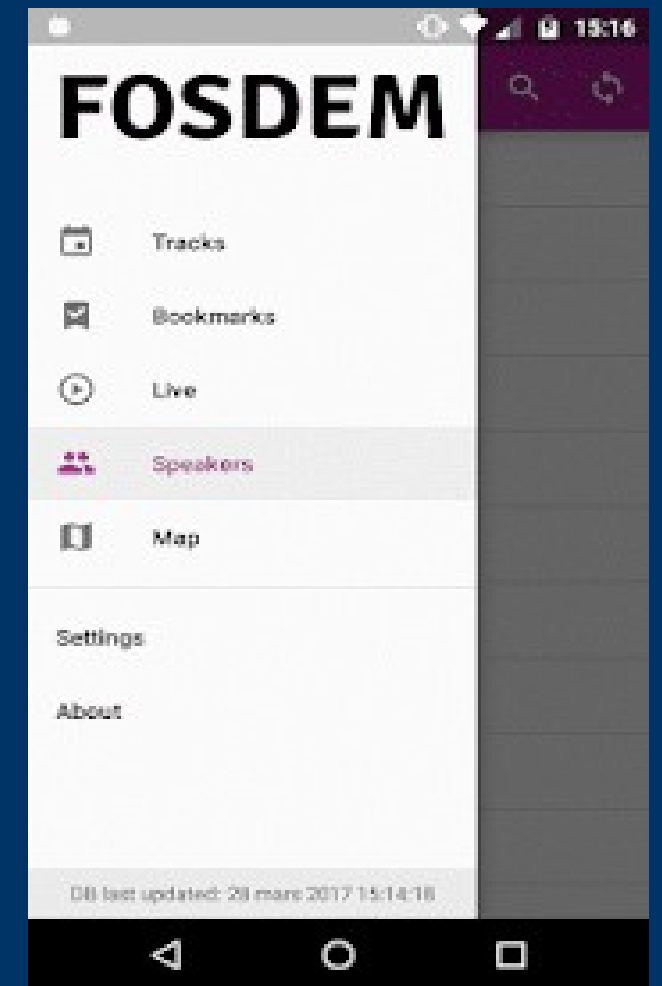 15:16
FOSDEM
Tracks
Bookmarks
Live
Speakers
Map
Settings
About
DB last updated: 28 mars 2017 15:14:18